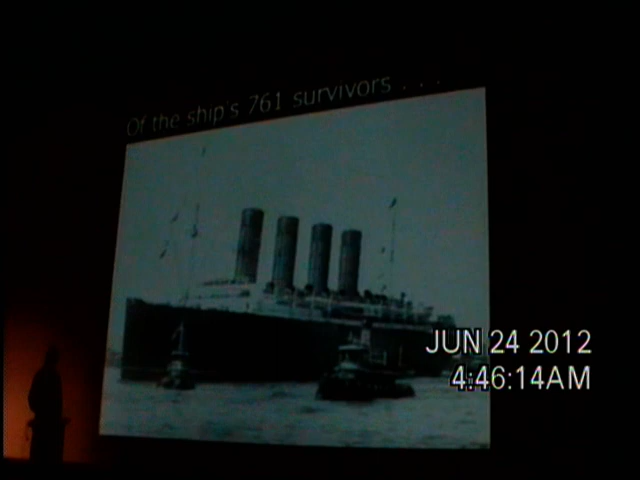 Of the ship's 761 survivors . . .
JUN 24 2012
4:46:14AM